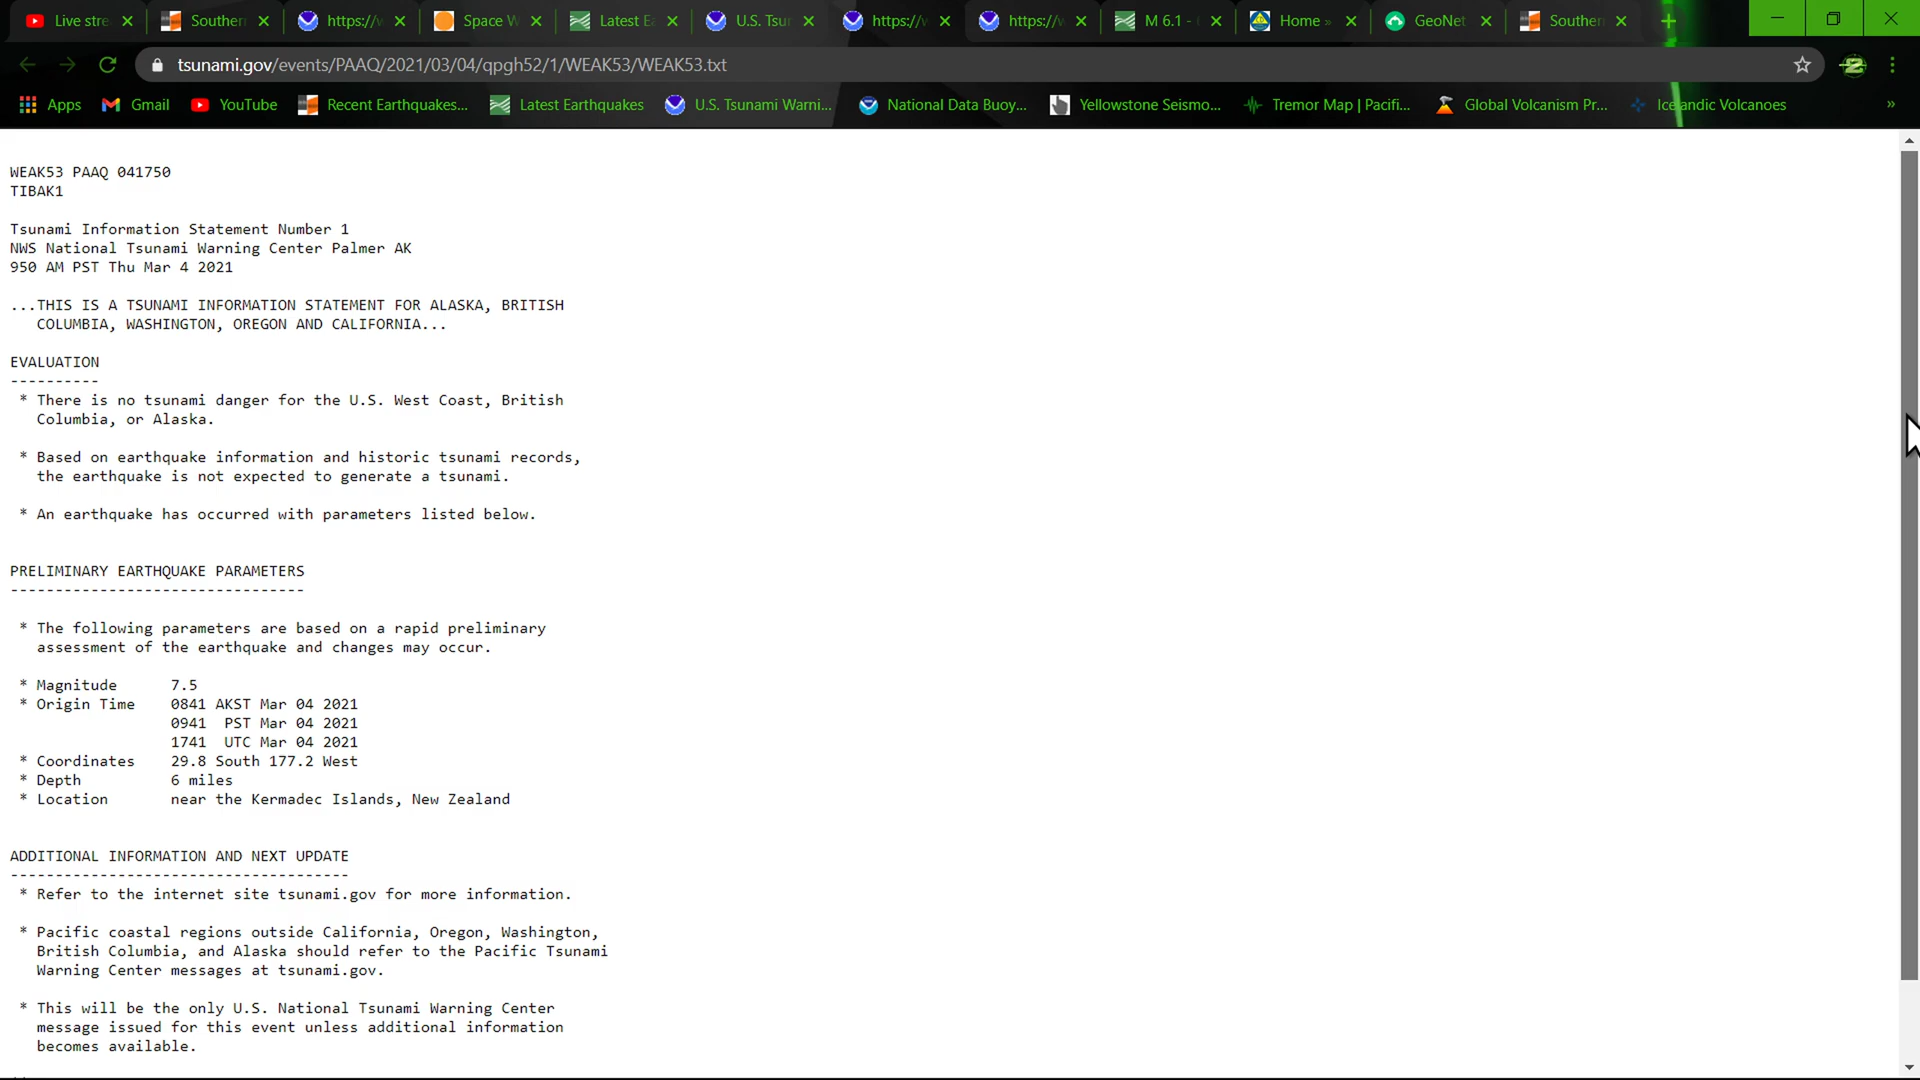 Live stre
Southern
https://w
Space W
Latest Ea
U.S. Tsun
https://w
https://w
M 6.1 -
Home »
GeoNet
Southern
tsunami.gov/events/PAAQ/2021/03/04/qpgh52/1/WEAK53/WEAK53.txt
Apps
Gmail
YouTube
Recent Earthquakes...
Latest Earthquakes
U.S. Tsunami Warni...
National Data Buoy...
Yellowstone Seismo...
Tremor Map | Pacifi...
Global Volcanism Pr...
Icelandic Volcanoes
»
WEAK53 PAAQ 041750
TIBAK1
Tsunami Information Statement Number 1
NWS National Tsunami Warning Center Palmer AK
950 AM PST Thu Mar 4 2021
...THIS IS A TSUNAMI INFORMATION STATEMENT FOR ALASKA, BRITISH
COLUMBIA, WASHINGTON, OREGON AND CALIFORNIA...
EVALUATION
----------
* There is no tsunami danger for the U.S. West Coast, British
Columbia, or Alaska.
* Based on earthquake information and historic tsunami records,
the earthquake is not expected to generate a tsunami.
* An earthquake has occurred with parameters listed below.
PRELIMINARY EARTHQUAKE PARAMETERS
---------------------------------
* The following parameters are based on a rapid preliminary
assessment of the earthquake and changes may occur.
* Magnitude 7.5
* Origin Time 0841 AKST Mar 04 2021
0941 PST Mar 04 2021
1741 UTC Mar 04 2021
* Coordinates 29.8 South 177.2 West
* Depth 6 miles
* Location near the Kermadec Islands, New Zealand
ADDITIONAL INFORMATION AND NEXT UPDATE
--------------------------------------
* Refer to the internet site tsunami.gov for more information.
* Pacific coastal regions outside California, Oregon, Washington,
British Columbia, and Alaska should refer to the Pacific Tsunami
Warning Center messages at tsunami.gov.
* This will be the only U.S. National Tsunami Warning Center
message issued for this event unless additional information
becomes available.